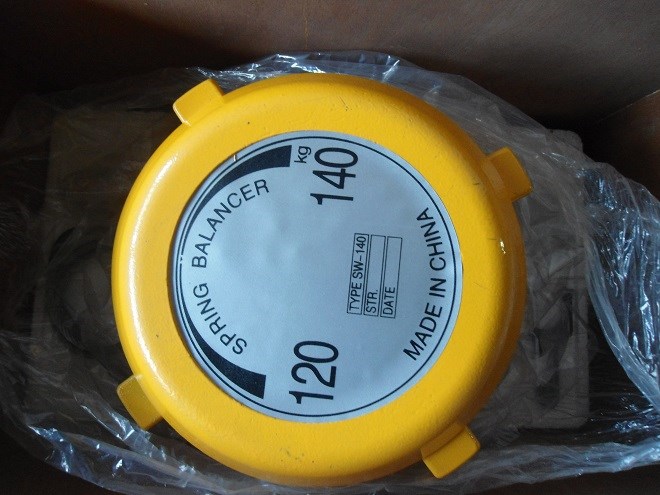 SPRING BALANCER
kg
120
140
TYPE SW-140
STR.
DATE
MADE IN CHINA